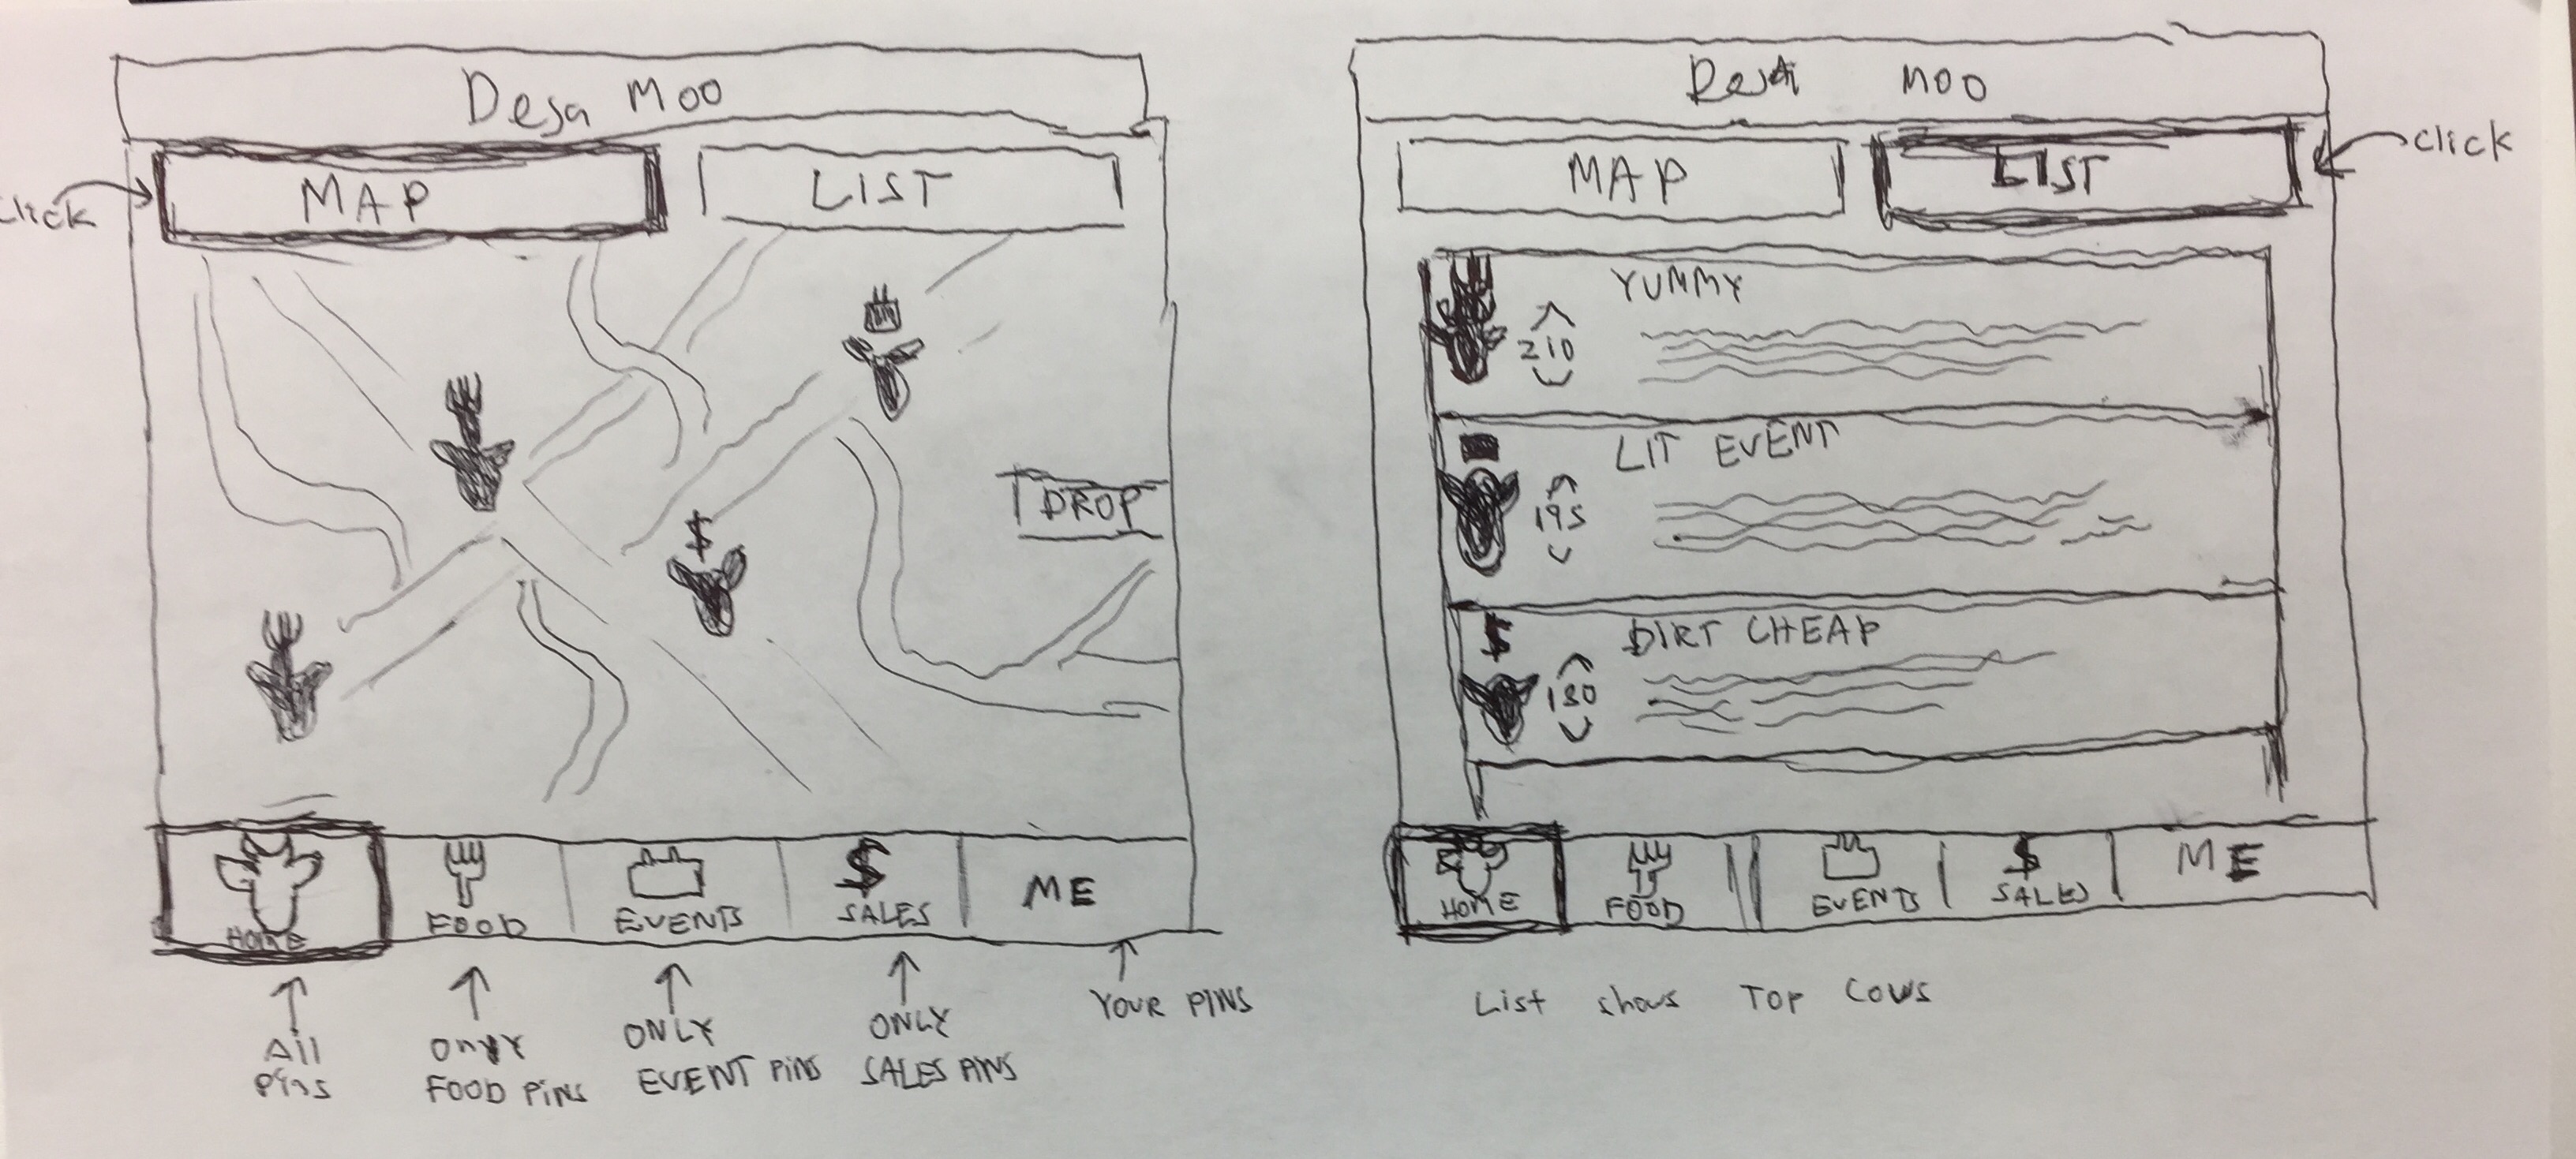 Deja Moo
click
MAP
LIST
$
DROP
HOME
FOOD
EVENTS
$
SALES
ME
All
Pins
ONLY
FOOD PiNS
ONLY
EVENT PiNS
ONLY
SALES PINS
YOUR PINS
Deja MOO
MAP
LIST
click
YUMMY
210
LIT EVENT
195
$
DIRT CHEAP
180
HOME
FOOD
EVENTS
$
SALES
ME
List shows Top Cows